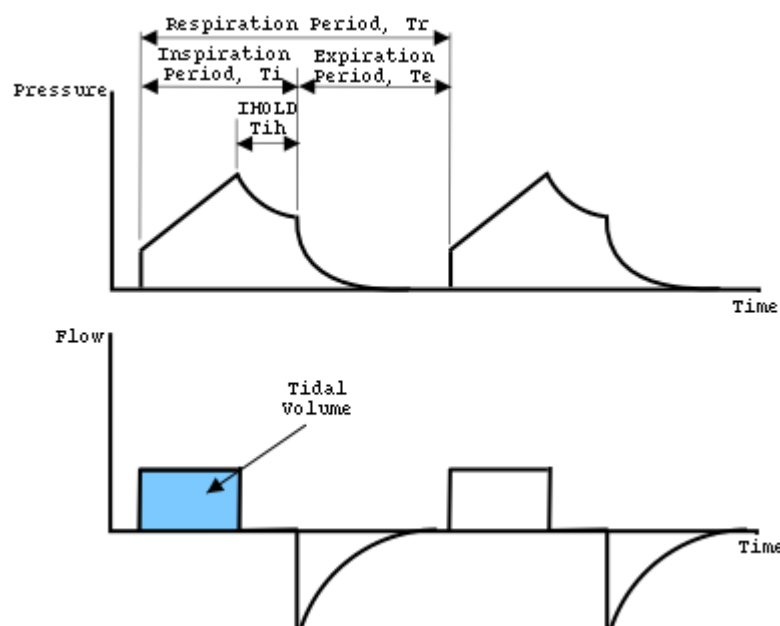 Respiration Period, Tr
Inspiration
Period, Ti
Expiration
Period, Te
Pressure
IHOLD
Tih
Time
Flow
Tidal
Volume
Time